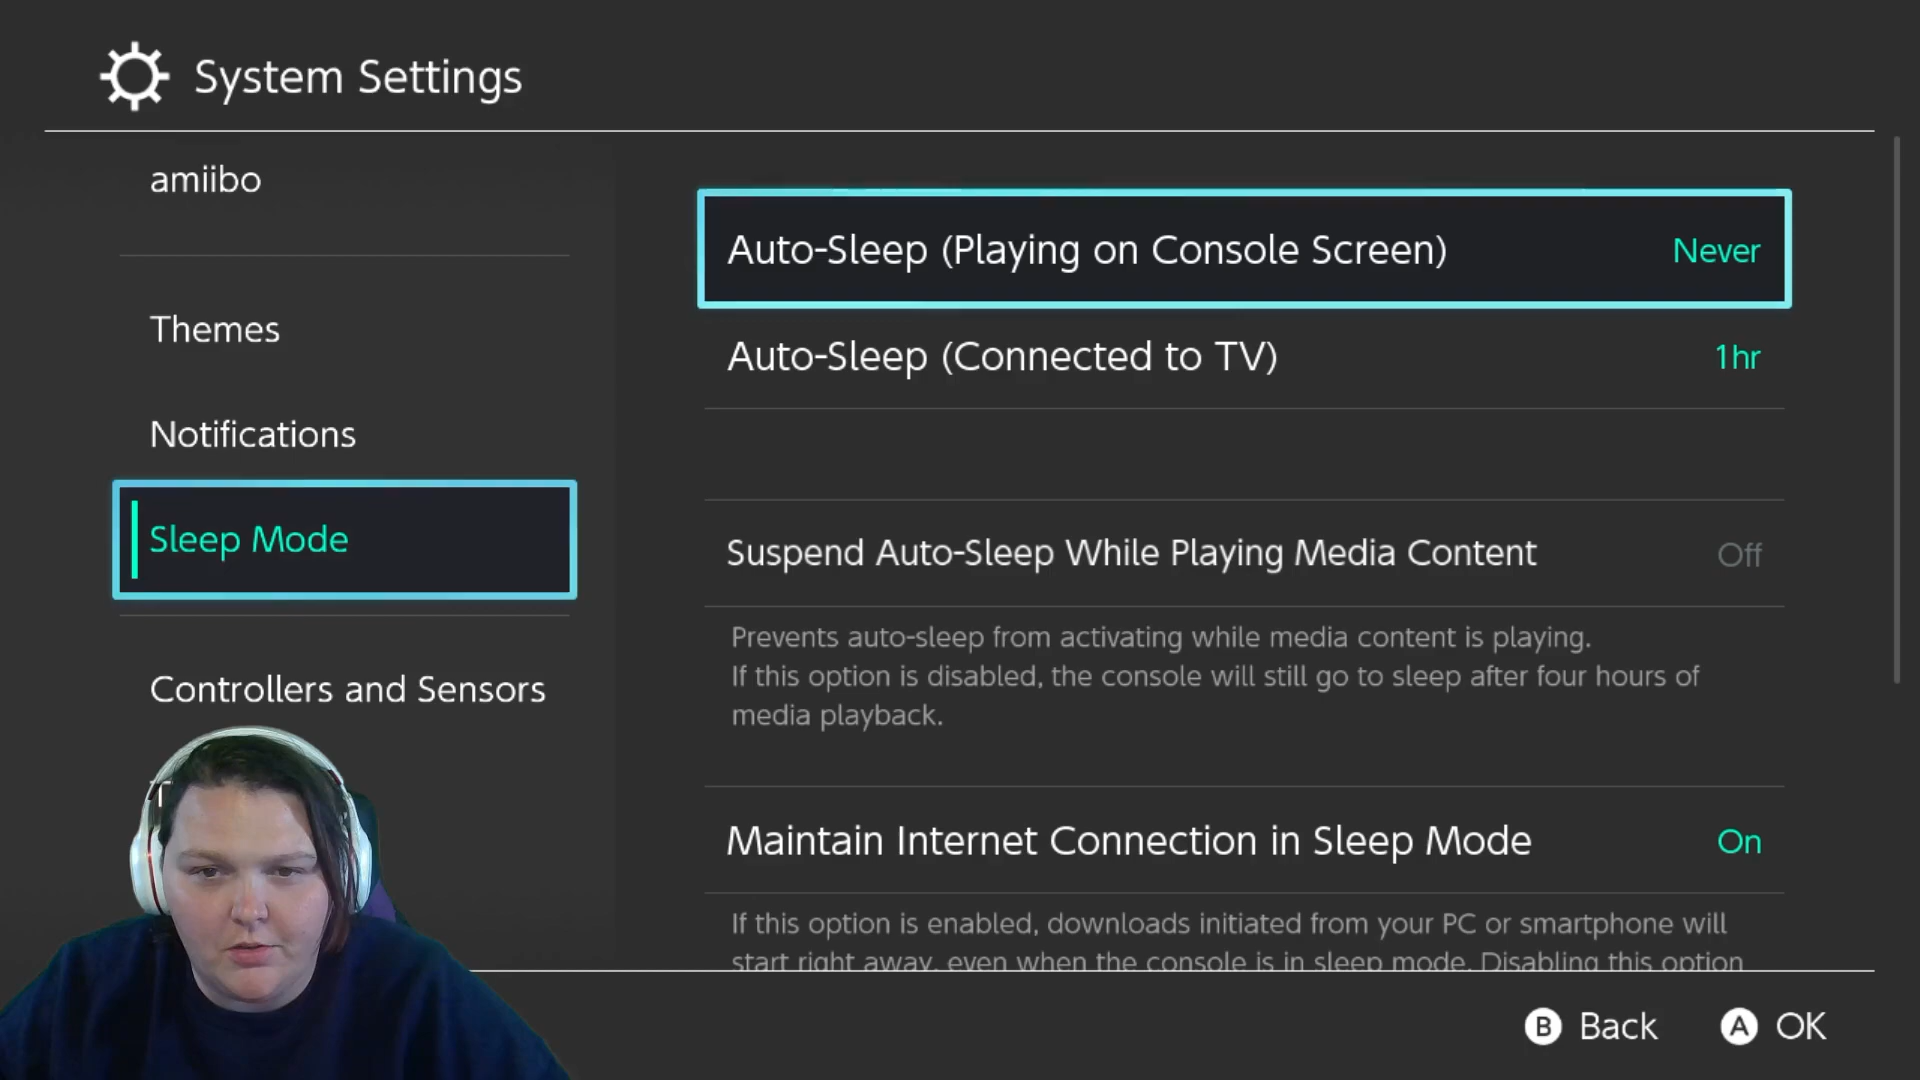 System Settings
amiibo
Themes
Notifications
Sleep Mode
Controllers and Sensors
Auto-Sleep (Playing on Console Screen) Never
Auto-Sleep (Connected to TV) 1hr
Suspend Auto-Sleep While Playing Media Content Off
Prevents auto-sleep from activating while media content is playing.
If this option is disabled, the console will still go to sleep after four hours of
media playback.
Maintain Internet Connection in Sleep Mode On
If this option is enabled, downloads initiated from your PC or smartphone will
start right away, even when the console is in sleep mode. Disabling this option
B Back A OK